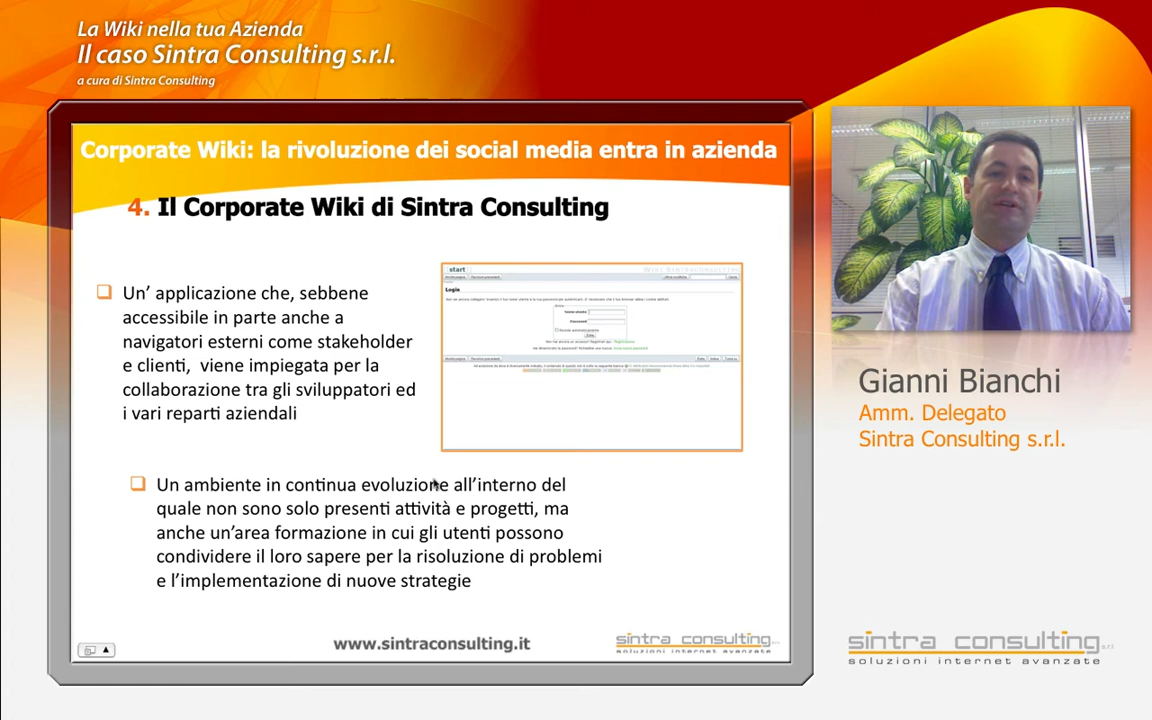 La Wiki nella tua Azienda
Il caso Sintra Consulting s.r.l.
a cura di Sintra Consulting
Corporate Wiki: la rivoluzione dei social media entra in azienda
4. Il Corporate Wiki di Sintra Consulting
Un' applicazione che, sebbene
accessibile in parte anche a
navigatori esterni come stakeholder
e clienti, viene impiegata per la
collaborazione tra gli sviluppatori ed
i vari reparti aziendali
start
Login
Un ambiente in continua evoluzione all'interno del
quale non sono solo presenti attività e progetti, ma
anche un'area formazione in cui gli utenti possono
condividere il loro sapere per la risoluzione di problemi
e l'implementazione di nuove strategie
www.sintraconsulting.it
sintra consulting
soluzioni internet avanzate
Gianni Bianchi
Amm. Delegato
Sintra Consulting s.r.l.
sintra consulting s.r.l.
soluzioni internet avanzate